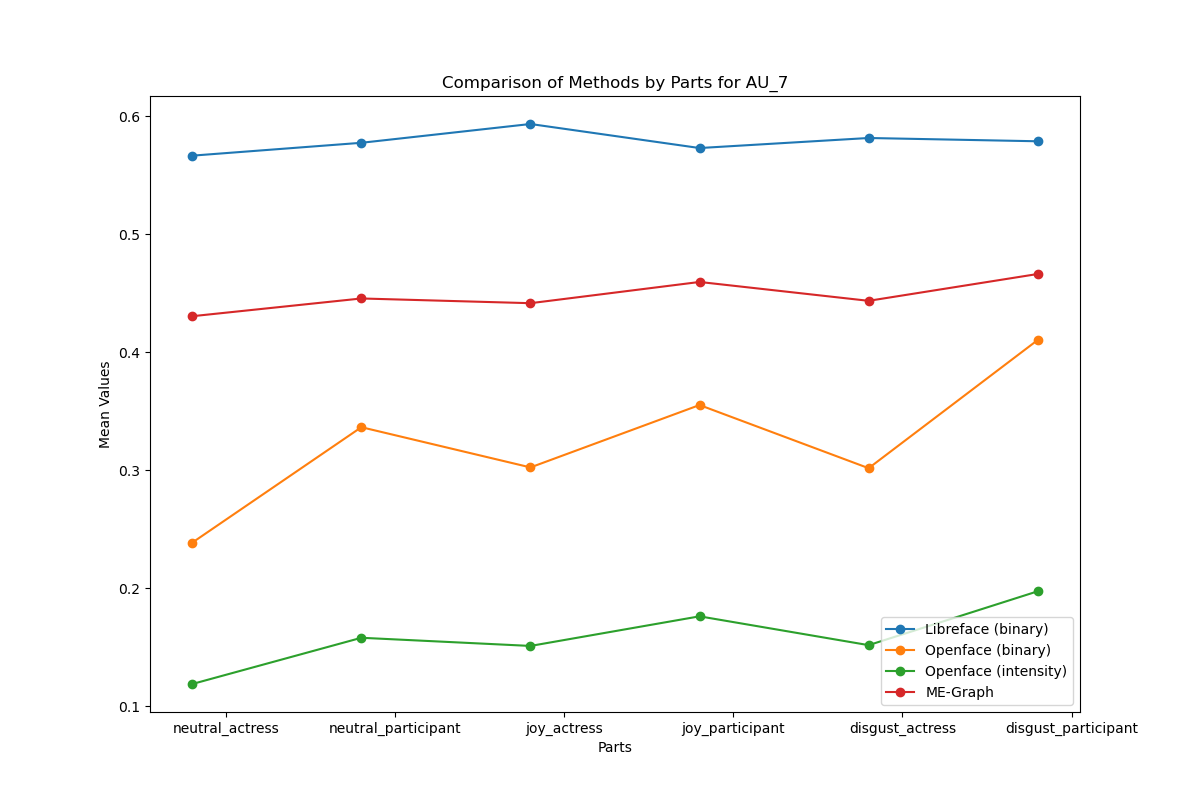 Comparison of Methods by Parts for AU_7
0.6
0.5
0.4
0.3
0.2
0.1
Mean Values
Libreface (binary)
Openface (binary)
Openface (intensity)
ME-Graph
neutral_actress neutral_participant joy_actress joy_participant disgust_actress disgust_participant
Parts